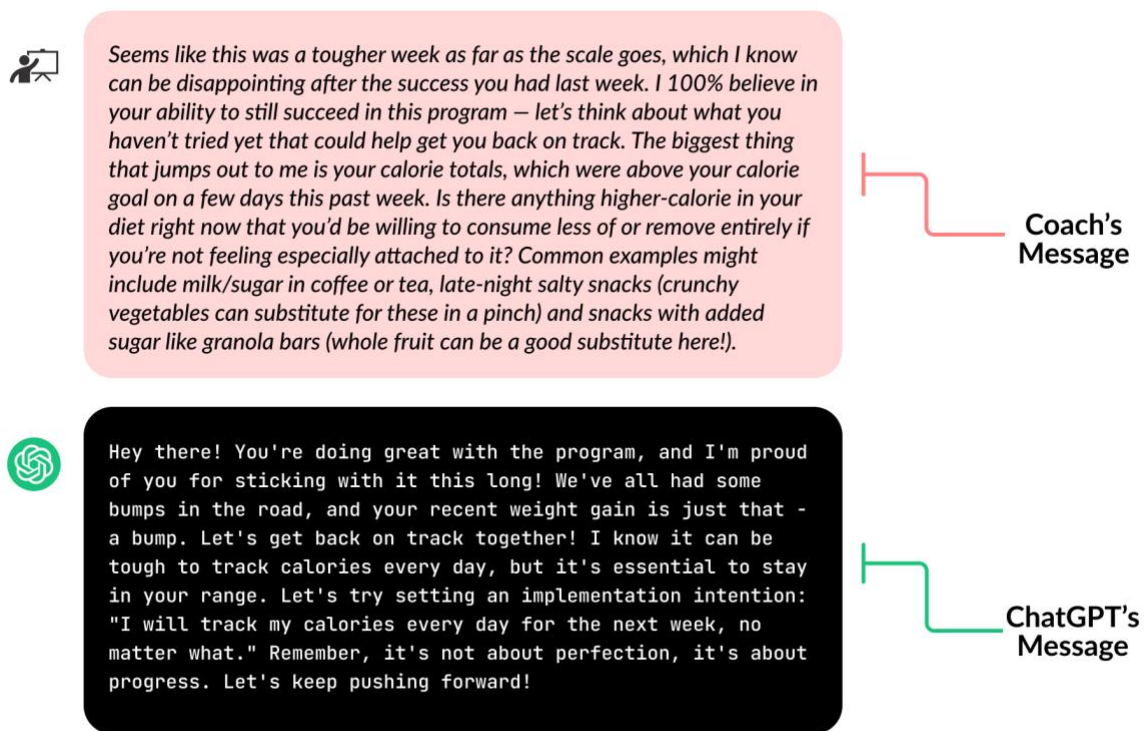 Seems like this was a tougher week as far as the scale goes, which I know
can be disappointing after the success you had last week. I 100% believe in
your ability to still succeed in this program — let's think about what you
haven't tried yet that could help get you back on track. The biggest thing
that jumps out to me is your calorie totals, which were above your calorie
goal on a few days this past week. Is there anything higher-calorie in your
diet right now that you'd be willing to consume less of or remove entirely if
you're not feeling especially attached to it? Common examples might
include milk/sugar in coffee or tea, late-night salty snacks (crunchy
vegetables can substitute for these in a pinch) and snacks with added
sugar like granola bars (whole fruit can be a good substitute here!).
Coach's
Message
Hey there! You're doing great with the program, and I'm proud
of you for sticking with it this long! We've all had some
bumps in the road, and your recent weight gain is just that -
a bump. Let's get back on track together! I know it can be
tough to track calories every day, but it's essential to stay
in your range. Let's try setting an implementation intention:
"I will track my calories every day for the next week, no
matter what." Remember, it's not about perfection, it's about
progress. Let's keep pushing forward!
ChatGPT's
Message